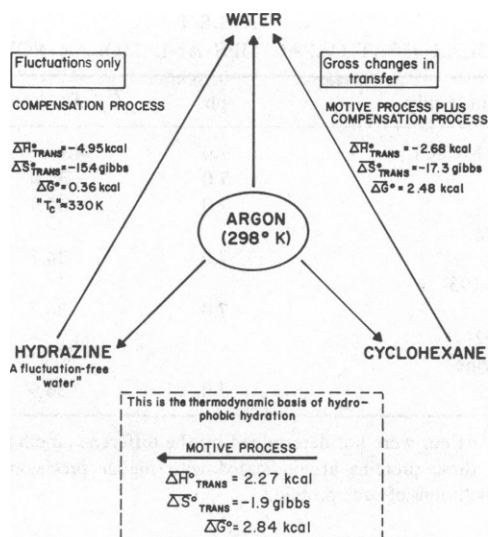 WATER
Fluctuations only
COMPENSATION PROCESS
ΔH°TRANS=-4.95 kcal
ΔS°TRANS=-15.4 gibbs
ΔG°= 0.36 kcal
"Tc"≈330 K
Gross changes in
transfer
MOTIVE PROCESS PLUS
COMPENSATION PROCESS
ΔH°TRANS= -2.68 kcal
ΔS°TRANS=-17.3 gibbs
ΔG°= 2.48 kcal
ARGON
(298° K)
HYDRAZINE
A fluctuation-free
"water"
CYCLOHEXANE
This is the thermodynamic basis of hydro-
phobic hydration
MOTIVE PROCESS
ΔH°TRANS = 2.27 kcal
ΔS°TRANS=-1.9 gibbs
ΔG°= 2.84 kcal